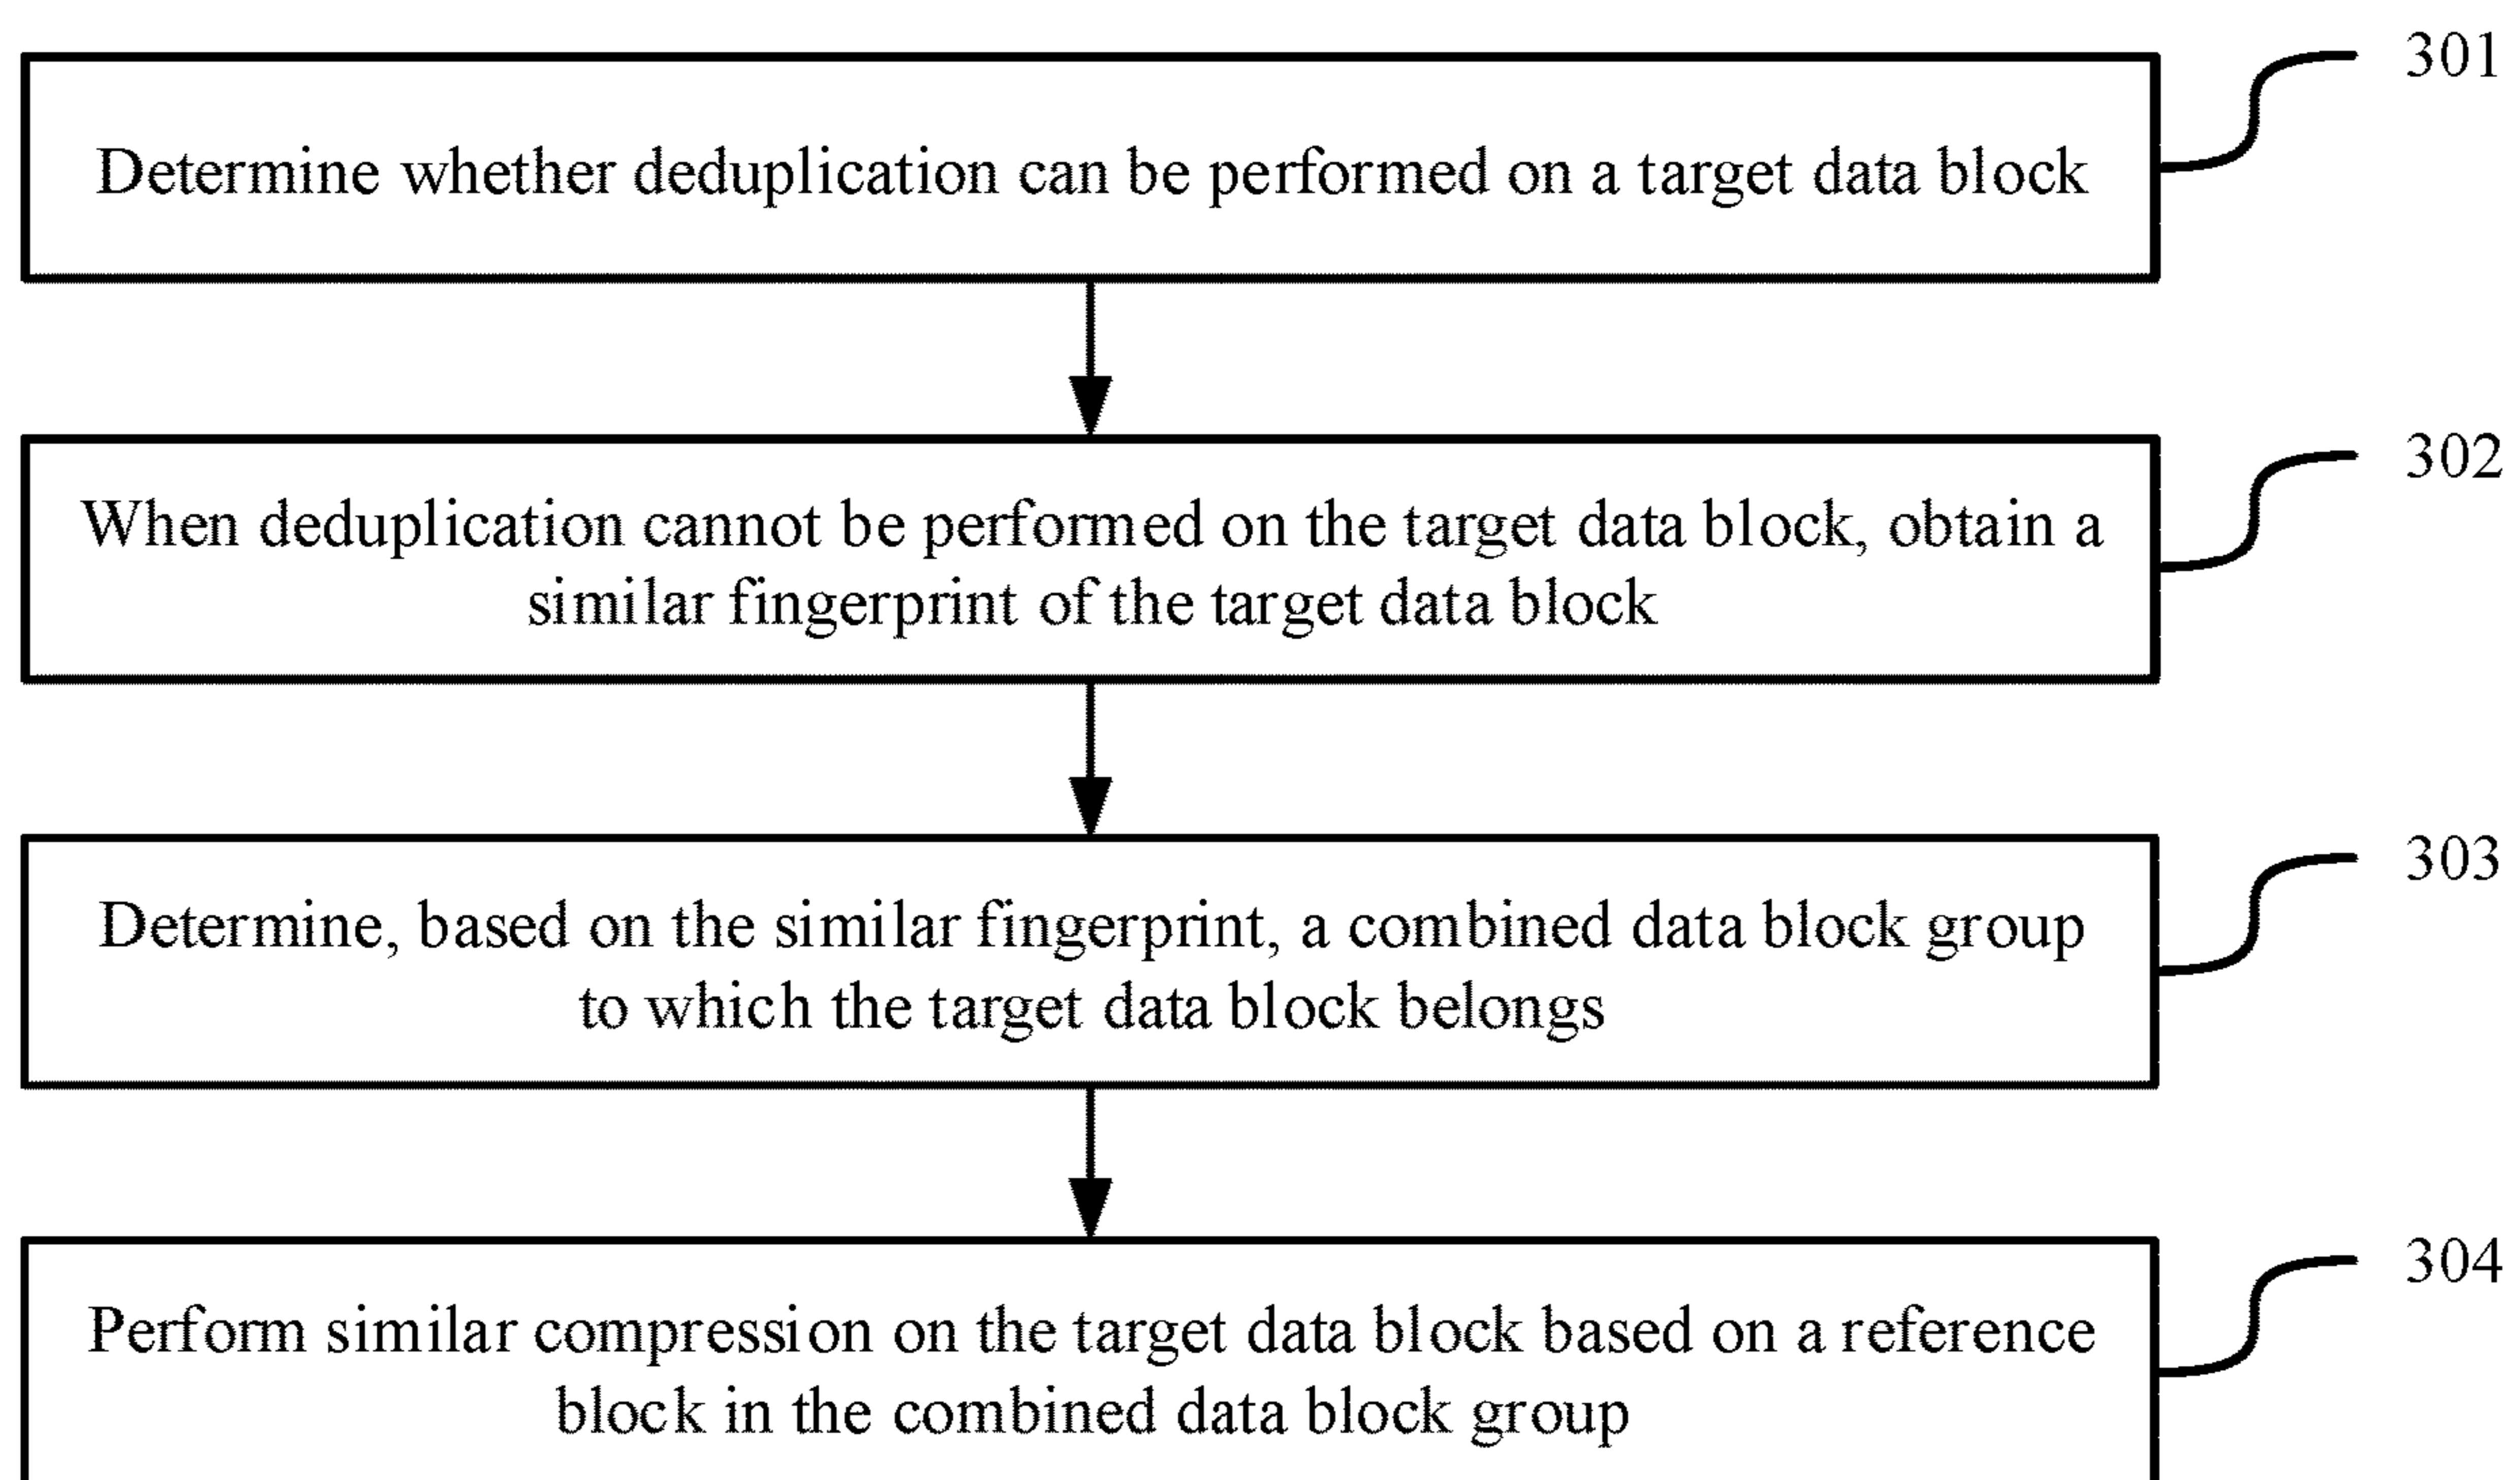 301
Determine whether deduplication can be performed on a target data block
302
When deduplication cannot be performed on the target data block, obtain a
similar fingerprint of the target data block
303
Determine, based on the similar fingerprint, a combined data block group
to which the target data block belongs
304
Perform similar compression on the target data block based on a reference
block in the combined data block group